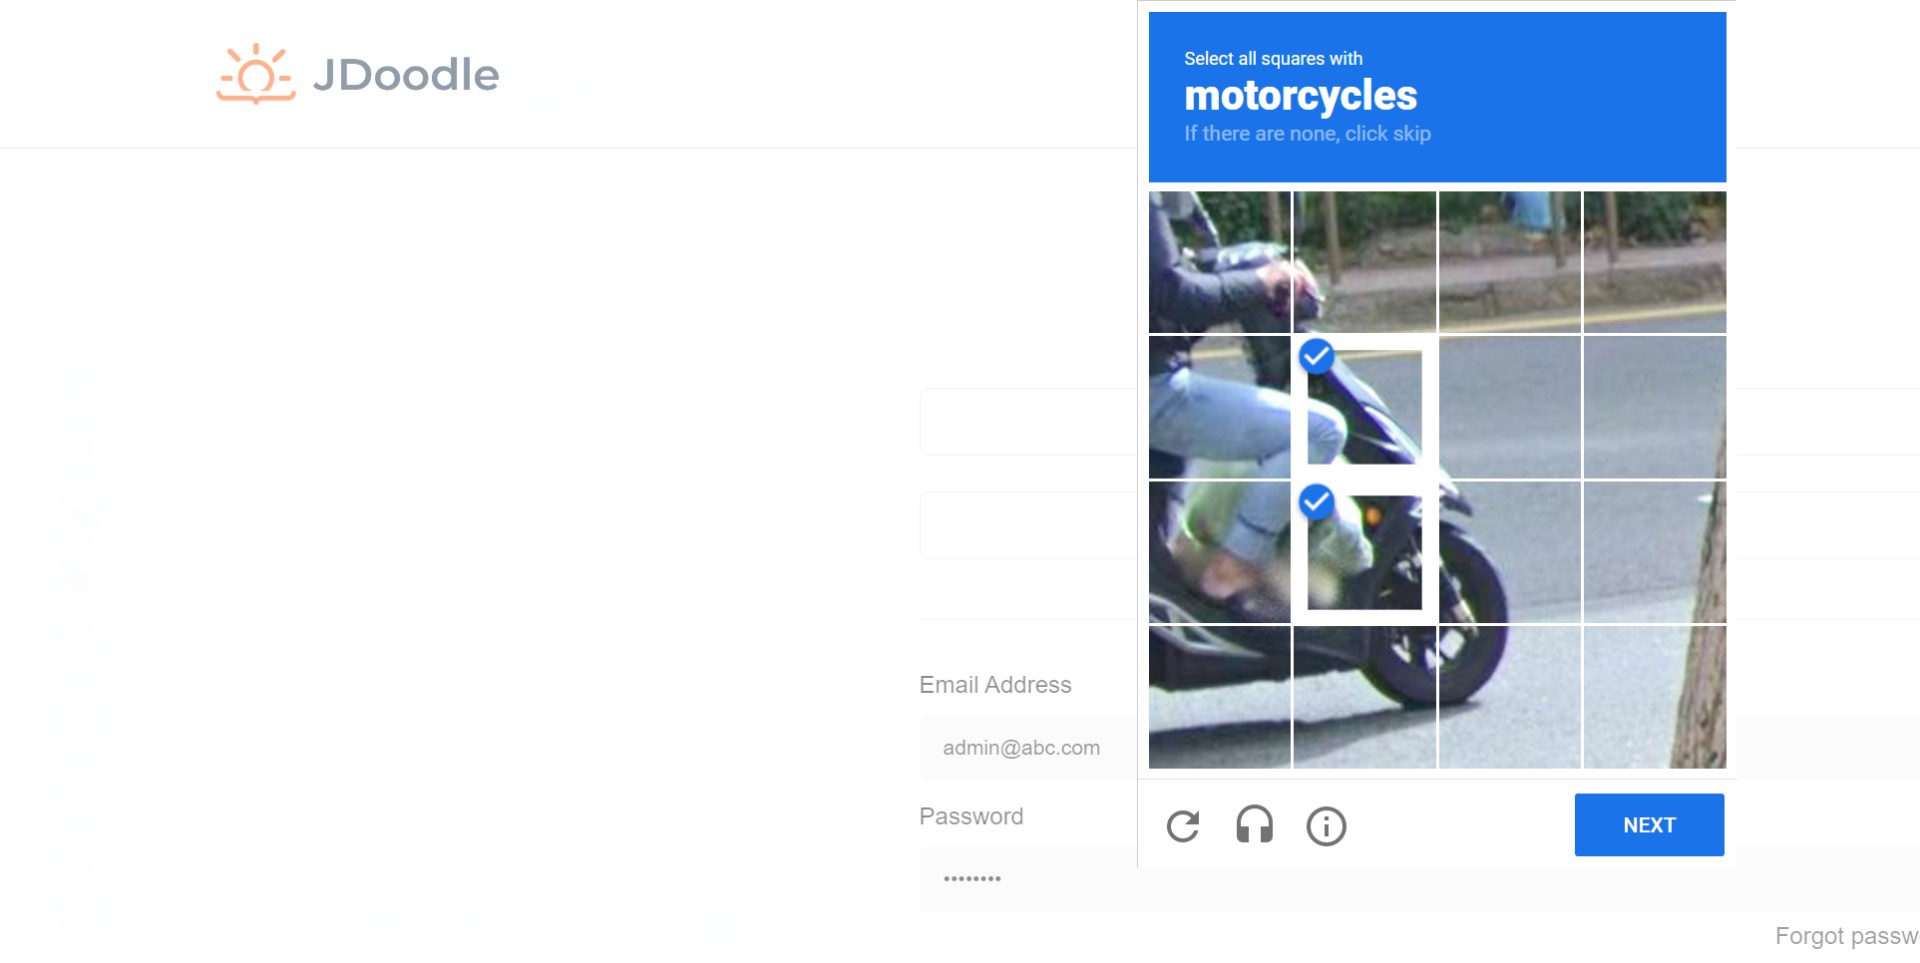 JDoodle
Select all squares with
motorcycles
If there are none, click skip
Email Address
admin@abc.com
Password
••••••••
NEXT
Forgot passw